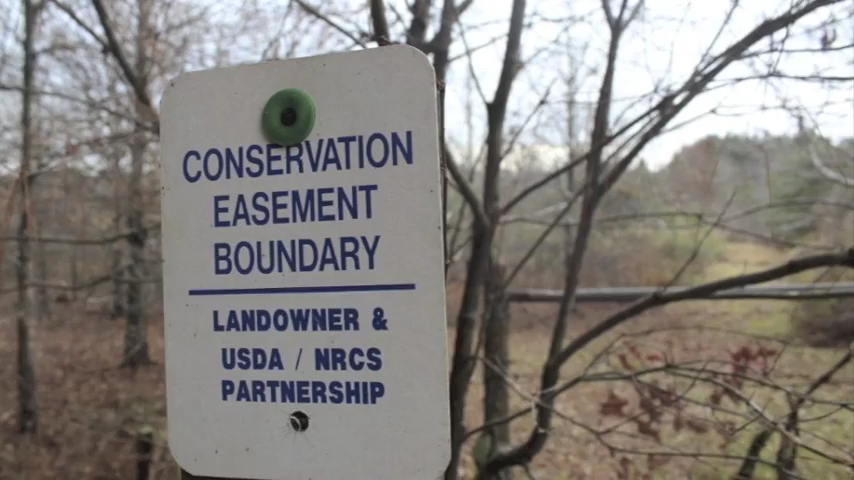 CONSERVATION
EASEMENT
BOUNDARY
LANDOWNER &
USDA / NRCS
PARTNERSHIP